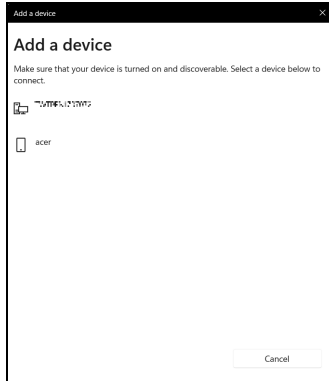 Add a device
Add a device
Make sure that your device is turned on and discoverable. Select a device below to
connect.
acer
Cancel